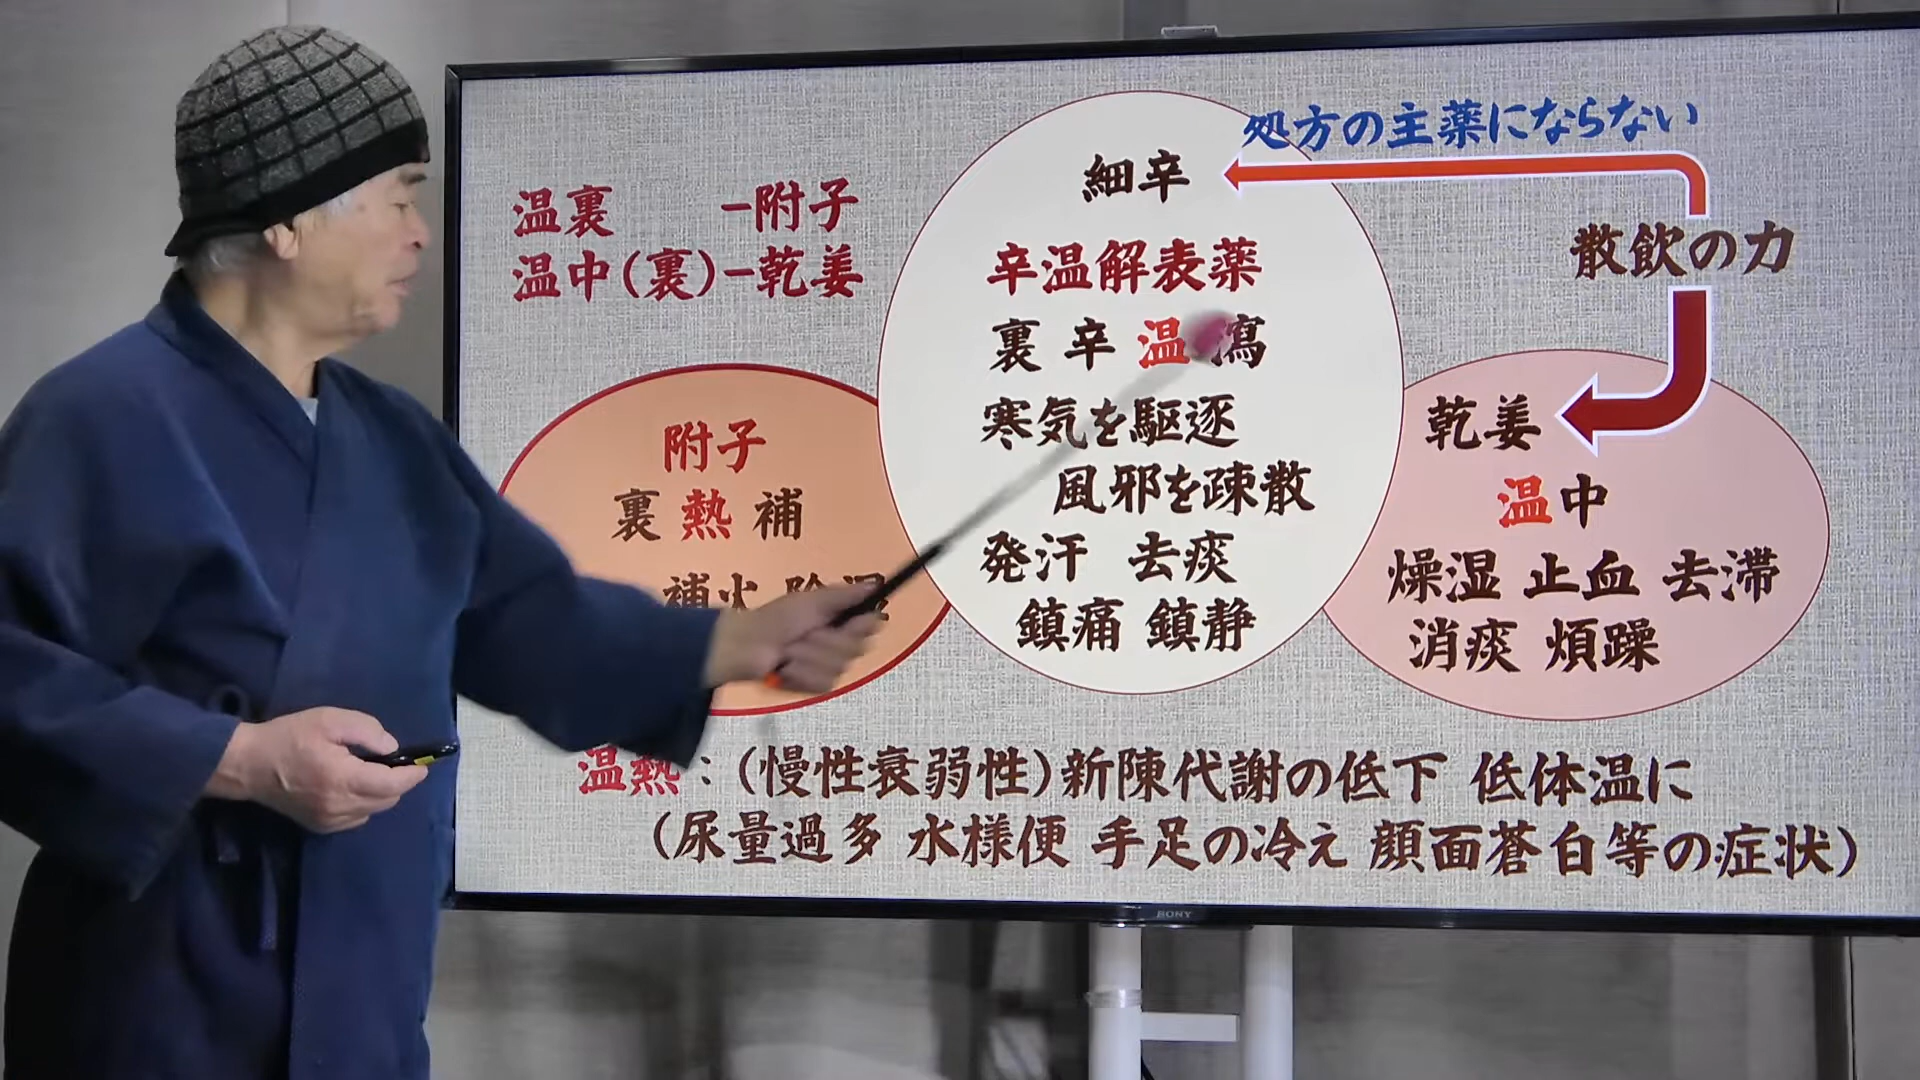 処方の主薬にならない
温裏 －附子
温中(裏)－乾姜
細辛
辛温解表薬
裏 辛 温 瀉
寒気を駆逐
風邪を疎散
発汗 去痰
鎮痛 鎮静
散飲の力
附子
裏 熱 補
補火
乾姜
温中
燥湿 止血 去滞
消痰 煩躁
温熱：(慢性衰弱性)新陳代謝の低下 低体温に
(尿量過多 水様便 手足の冷え 顔面蒼白等の症状)
SONY